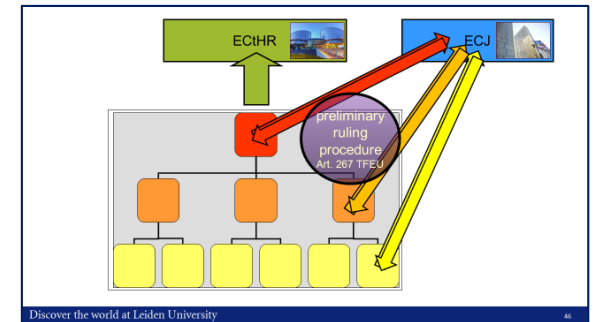 ECtHR
ECJ
preliminary
ruling
procedure
Art. 267 TFEU
Discover the world at Leiden University
46